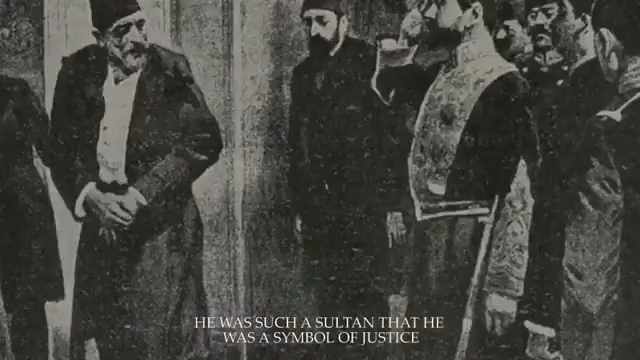 HE WAS SUCH A SULTAN THAT HE
WAS A SYMBOL OF JUSTICE